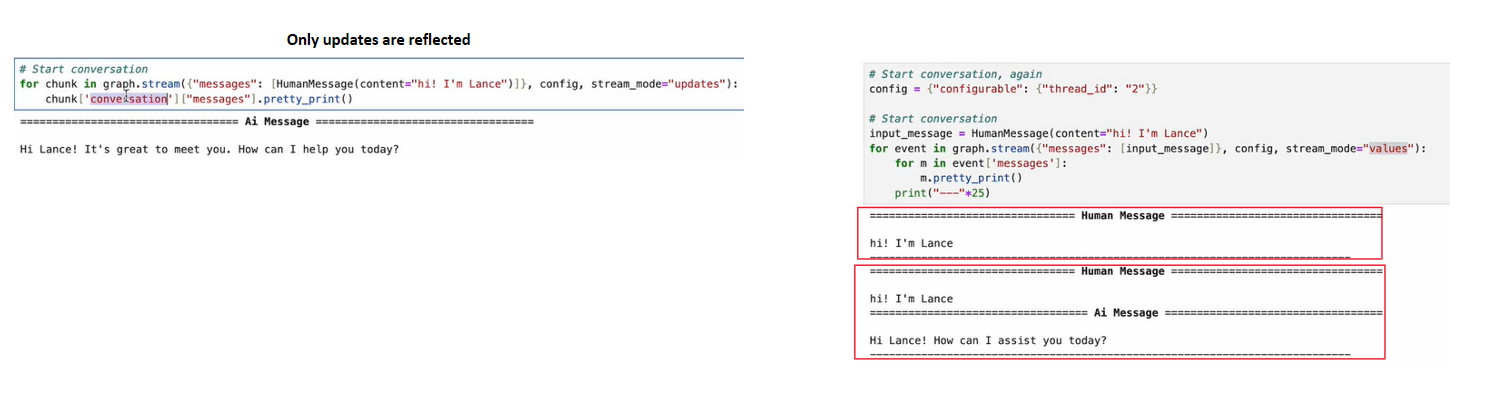 Only updates are reflected
# Start conversation
for chunk in graph.stream({"messages": [HumanMessage(content="hi! I'm Lance")]}, config, stream_mode="updates"):
    chunk['conversation']["messages"].pretty_print()
================================== Ai Message ==================================
Hi Lance! It's great to meet you. How can I help you today?
# Start conversation, again
config = {"configurable": {"thread_id": "2"}}
# Start conversation
input_message = HumanMessage(content="hi! I'm Lance")
for event in graph.stream({"messages": [input_message]}, config, stream_mode="values"):
    for m in event['messages']:
        m.pretty_print()
    print("---"*25)
================================ Human Message =================================
hi! I'm Lance
---------------------------------------------------------------------------
================================ Human Message =================================
hi! I'm Lance
================================== Ai Message ==================================
Hi Lance! How can I assist you today?
---------------------------------------------------------------------------